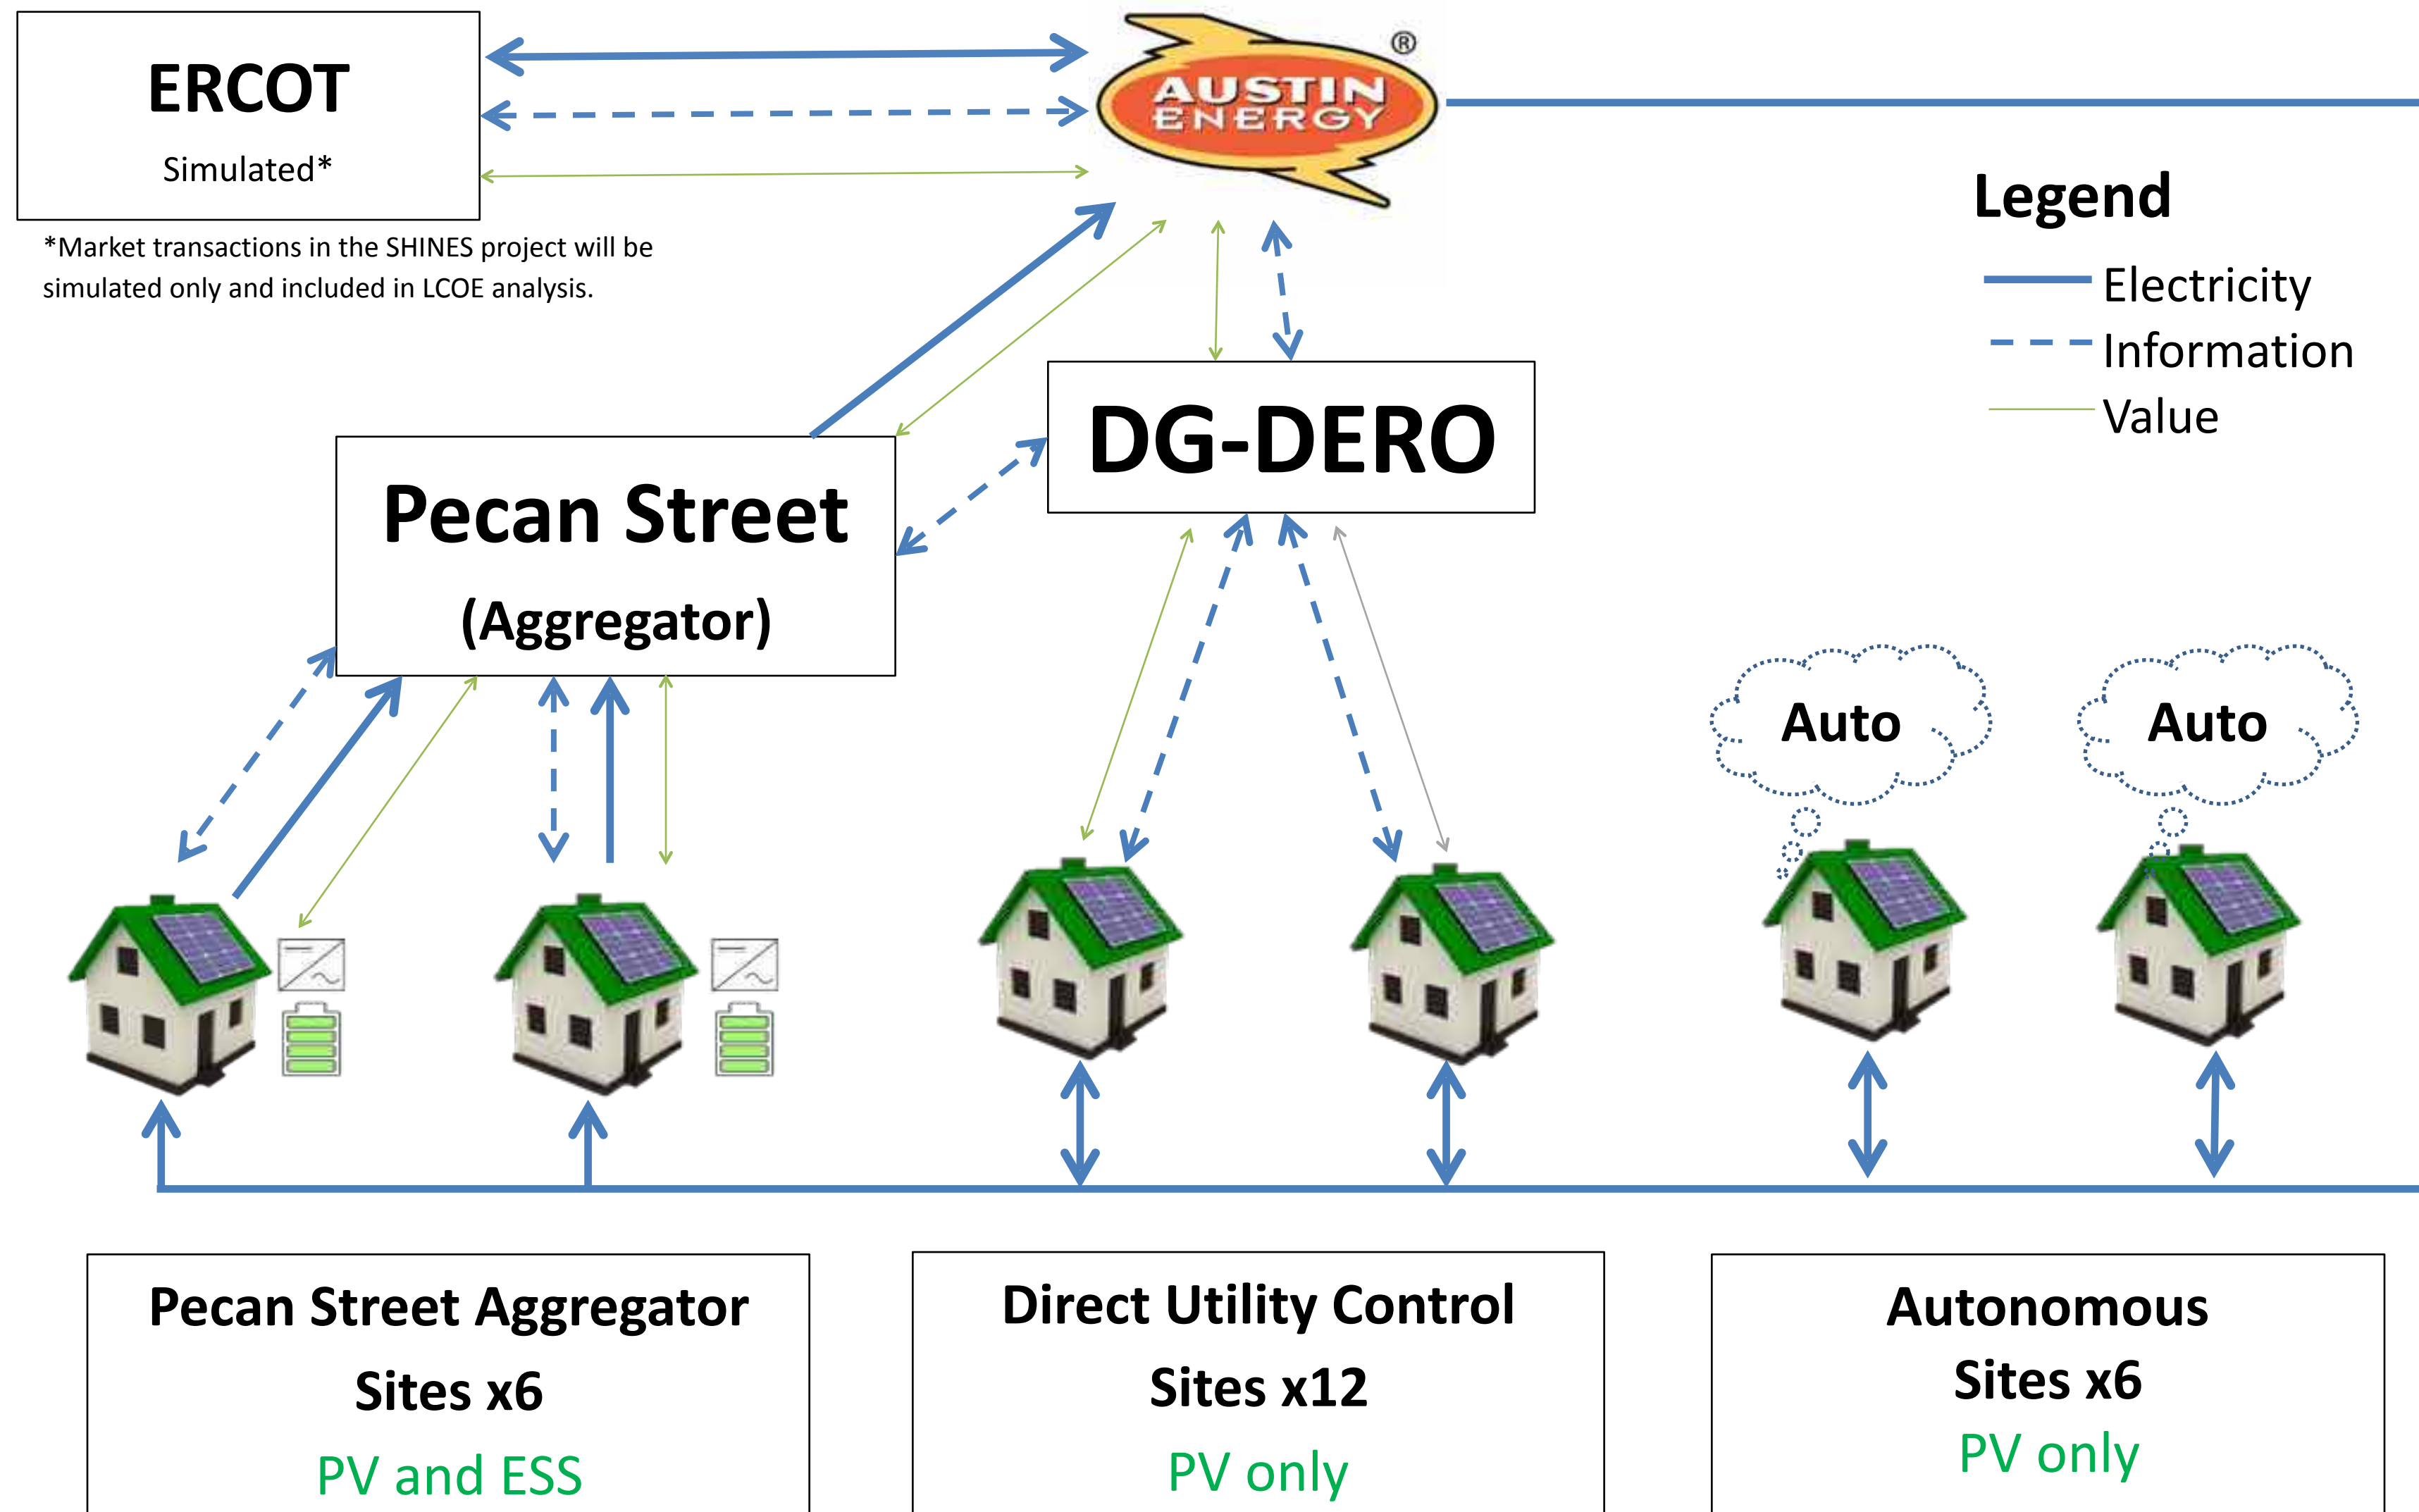 ERCOT
Simulated*
AUSTIN
ENERGY
®
*Market transactions in the SHINES project will be
simulated only and included in LCOE analysis.
Legend
Electricity
Information
Value
DG-DERO
Pecan Street
(Aggregator)
Auto
Auto
Pecan Street Aggregator
Sites x6
PV and ESS
Direct Utility Control
Sites x12
PV only
Autonomous
Sites x6
PV only